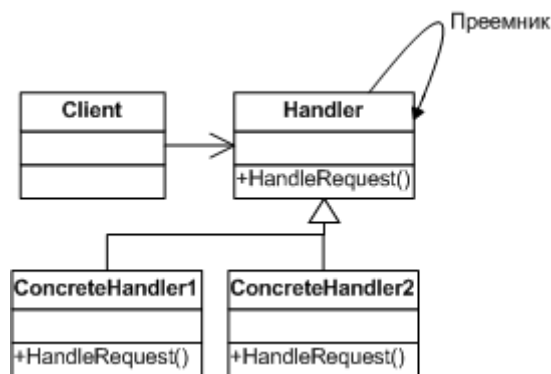 Преемник
Client
Handler
+HandleRequest()
ConcreteHandler1
ConcreteHandler2
+HandleRequest()
+HandleRequest()